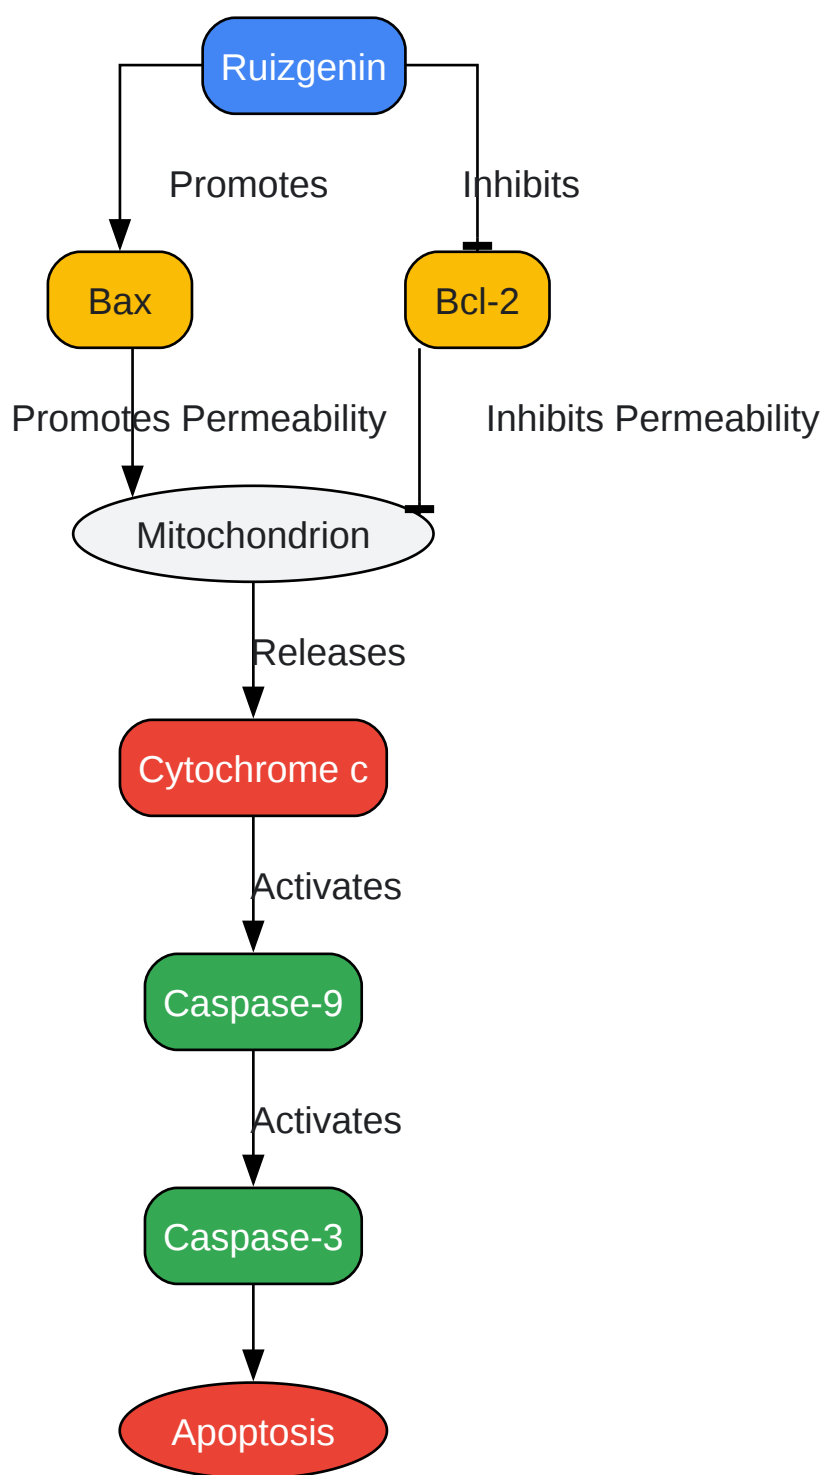 Ruizgenin
Promotes
Inhibits
Bax
Bcl-2
Promotes Permeability
Inhibits Permeability
Mitochondrion
Releases
Cytochrome c
Activates
Caspase-9
Activates
Caspase-3
Apoptosis